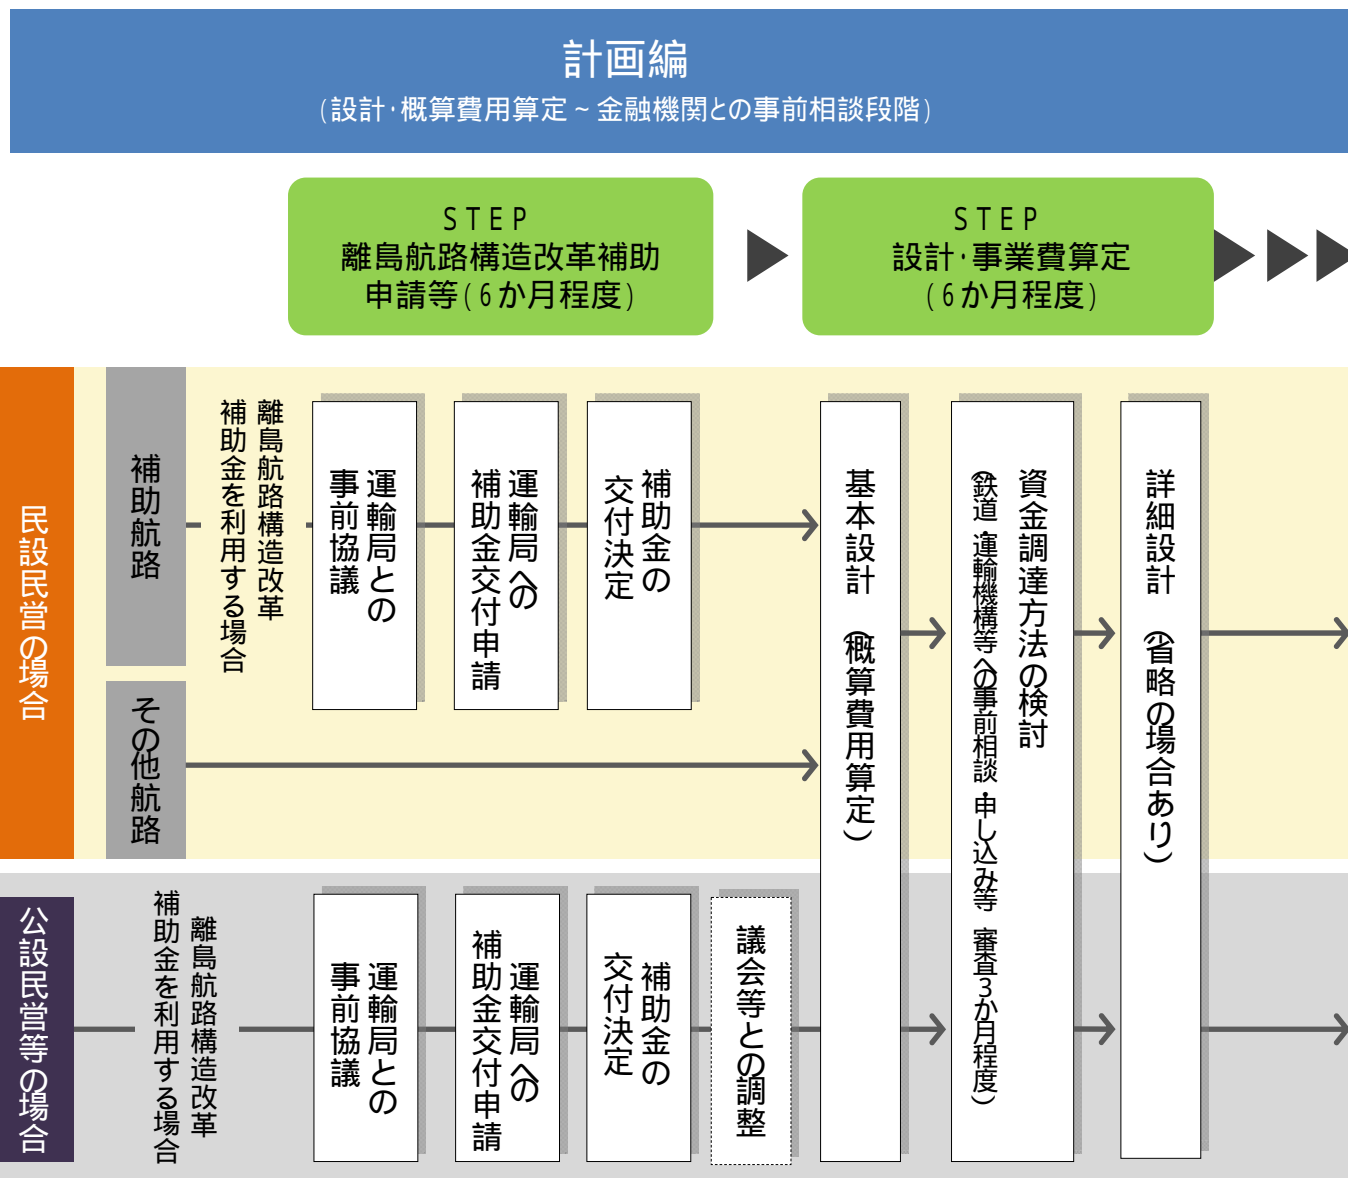 計画編
(設計･概算費用算定～金融機関との事前相談段階)
STEP
離島航路構造改革補助
申請等(6か月程度)
STEP
設計･事業費算定
(6か月程度)
民設民営の場合
補助航路
離島航路構造改革
補助金を利用する場合
運輸局との
事前協議
運輸局への
補助金交付申請
補助金の
交付決定
その他航路
基本設計 (概算費用算定)
資金調達方法の検討
(鉄道･運輸機構等への事前相談･申し込み等 審査3か月程度)
詳細設計 (省略の場合あり)
公設民営等の場合
離島航路構造改革
補助金を利用する場合
運輸局との
事前協議
運輸局への
補助金交付申請
補助金の
交付決定
議会等との調整